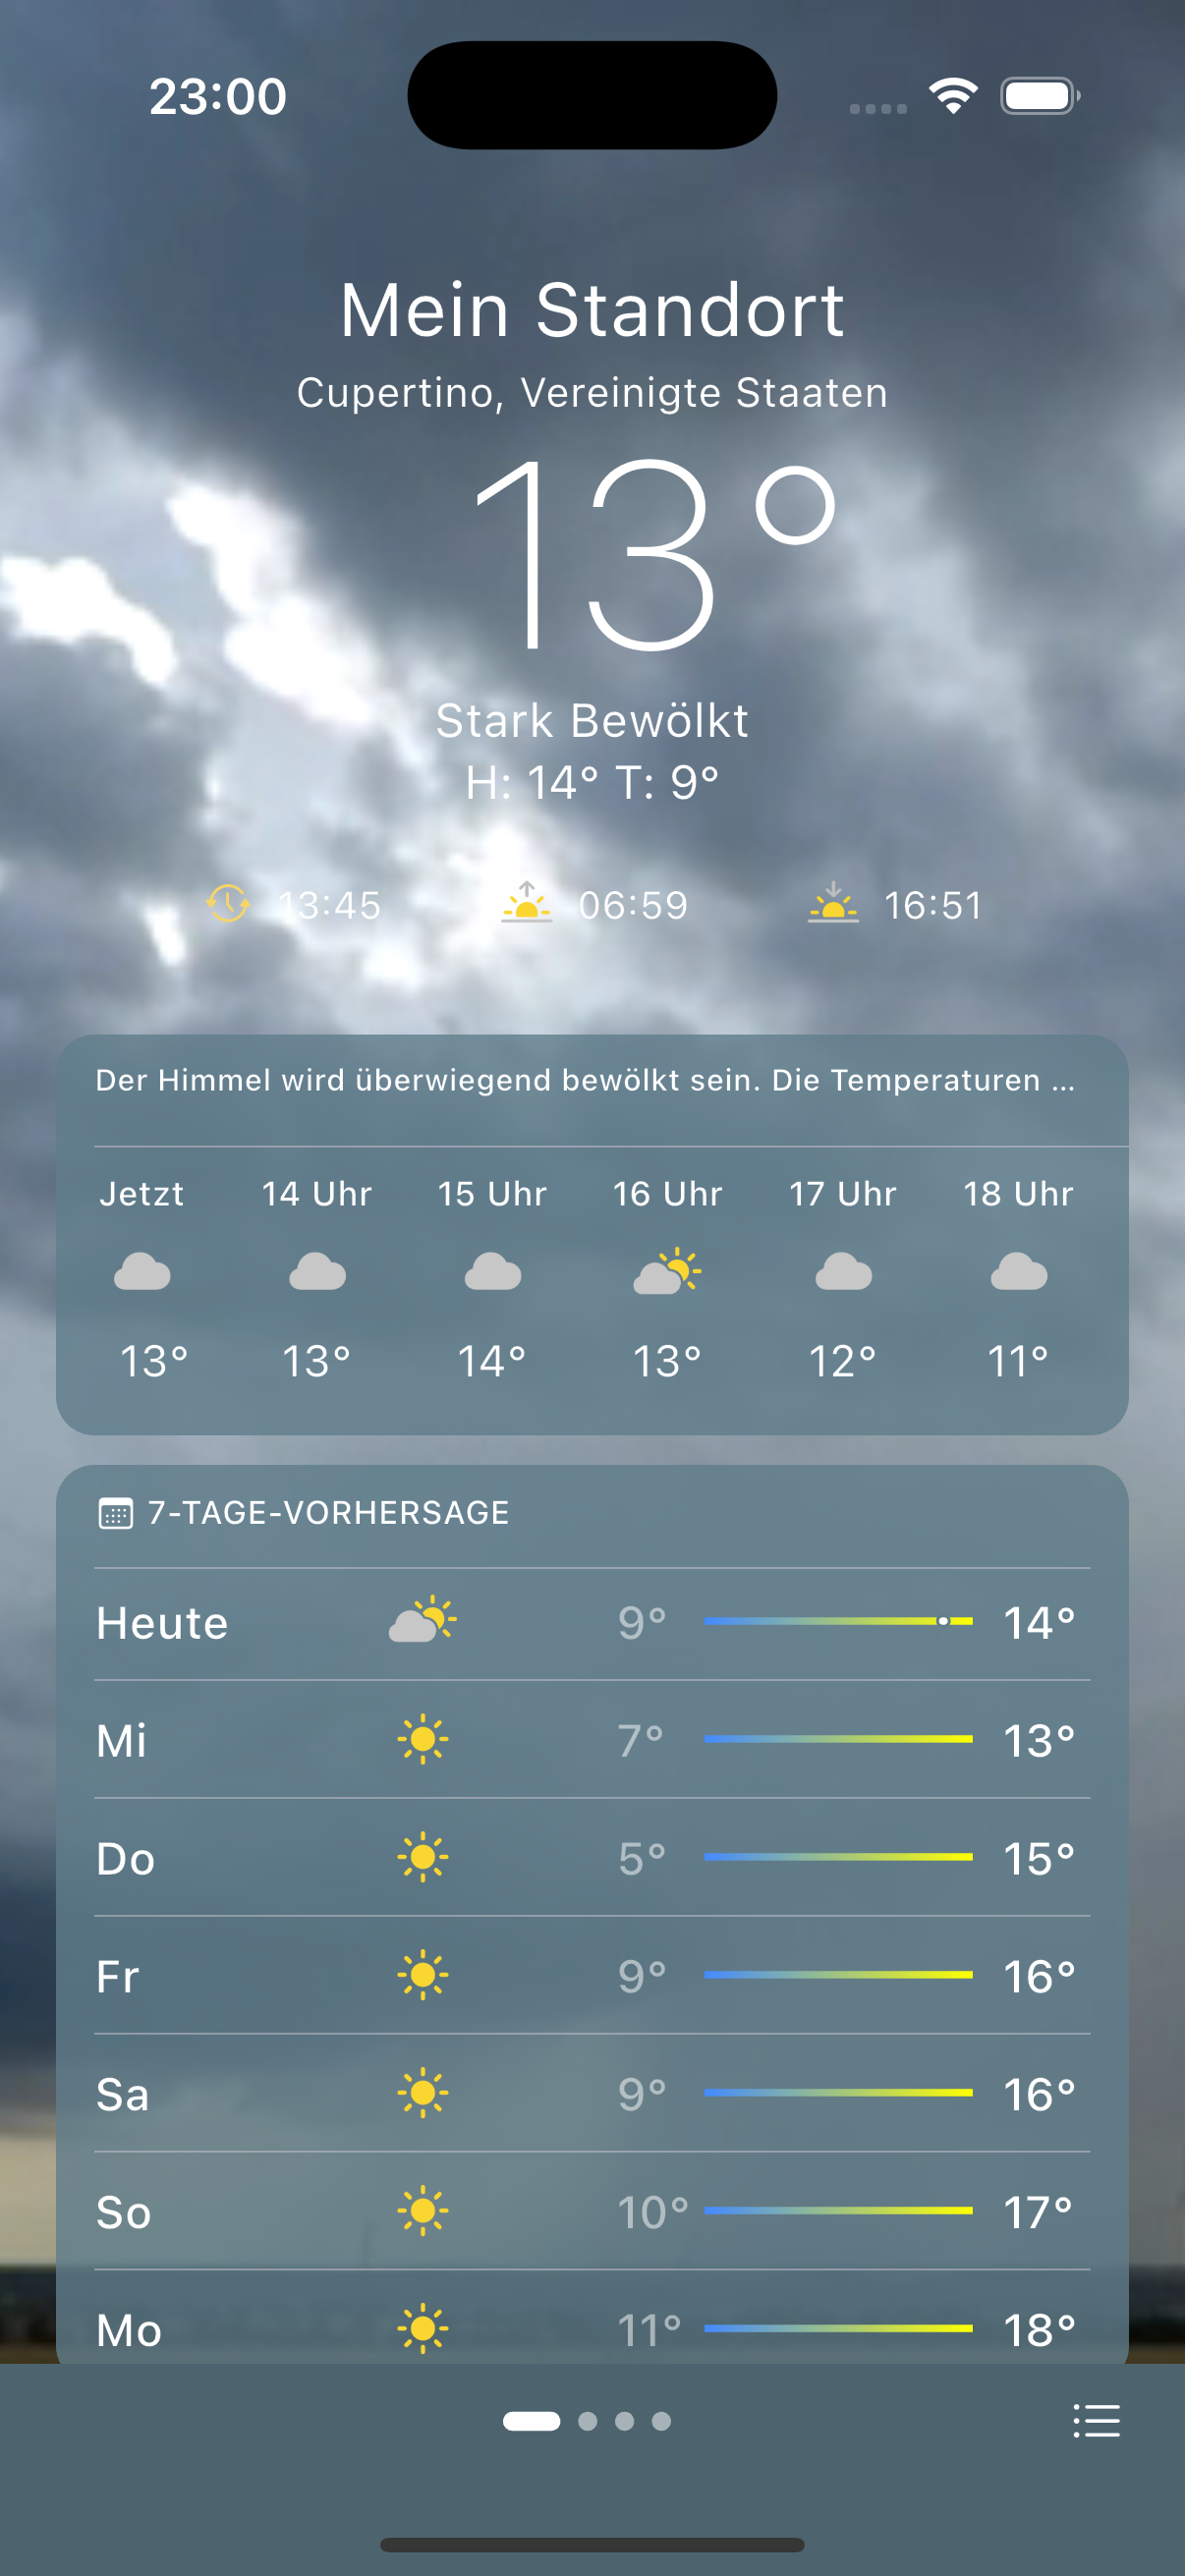 23:00
Mein Standort
Cupertino, Vereinigte Staaten
13°
Stark Bewölkt
H: 14° T: 9°
13:45 06:59 16:51
Der Himmel wird überwiegend bewölkt sein. Die Temperaturen ...
Jetzt 14 Uhr 15 Uhr 16 Uhr 17 Uhr 18 Uhr
13° 13° 14° 13° 12° 11°
7-TAGE-VORHERSAGE
Heute 9° 14°
Mi 7° 13°
Do 5° 15°
Fr 9° 16°
Sa 9° 16°
So 10° 17°
Mo 11° 18°